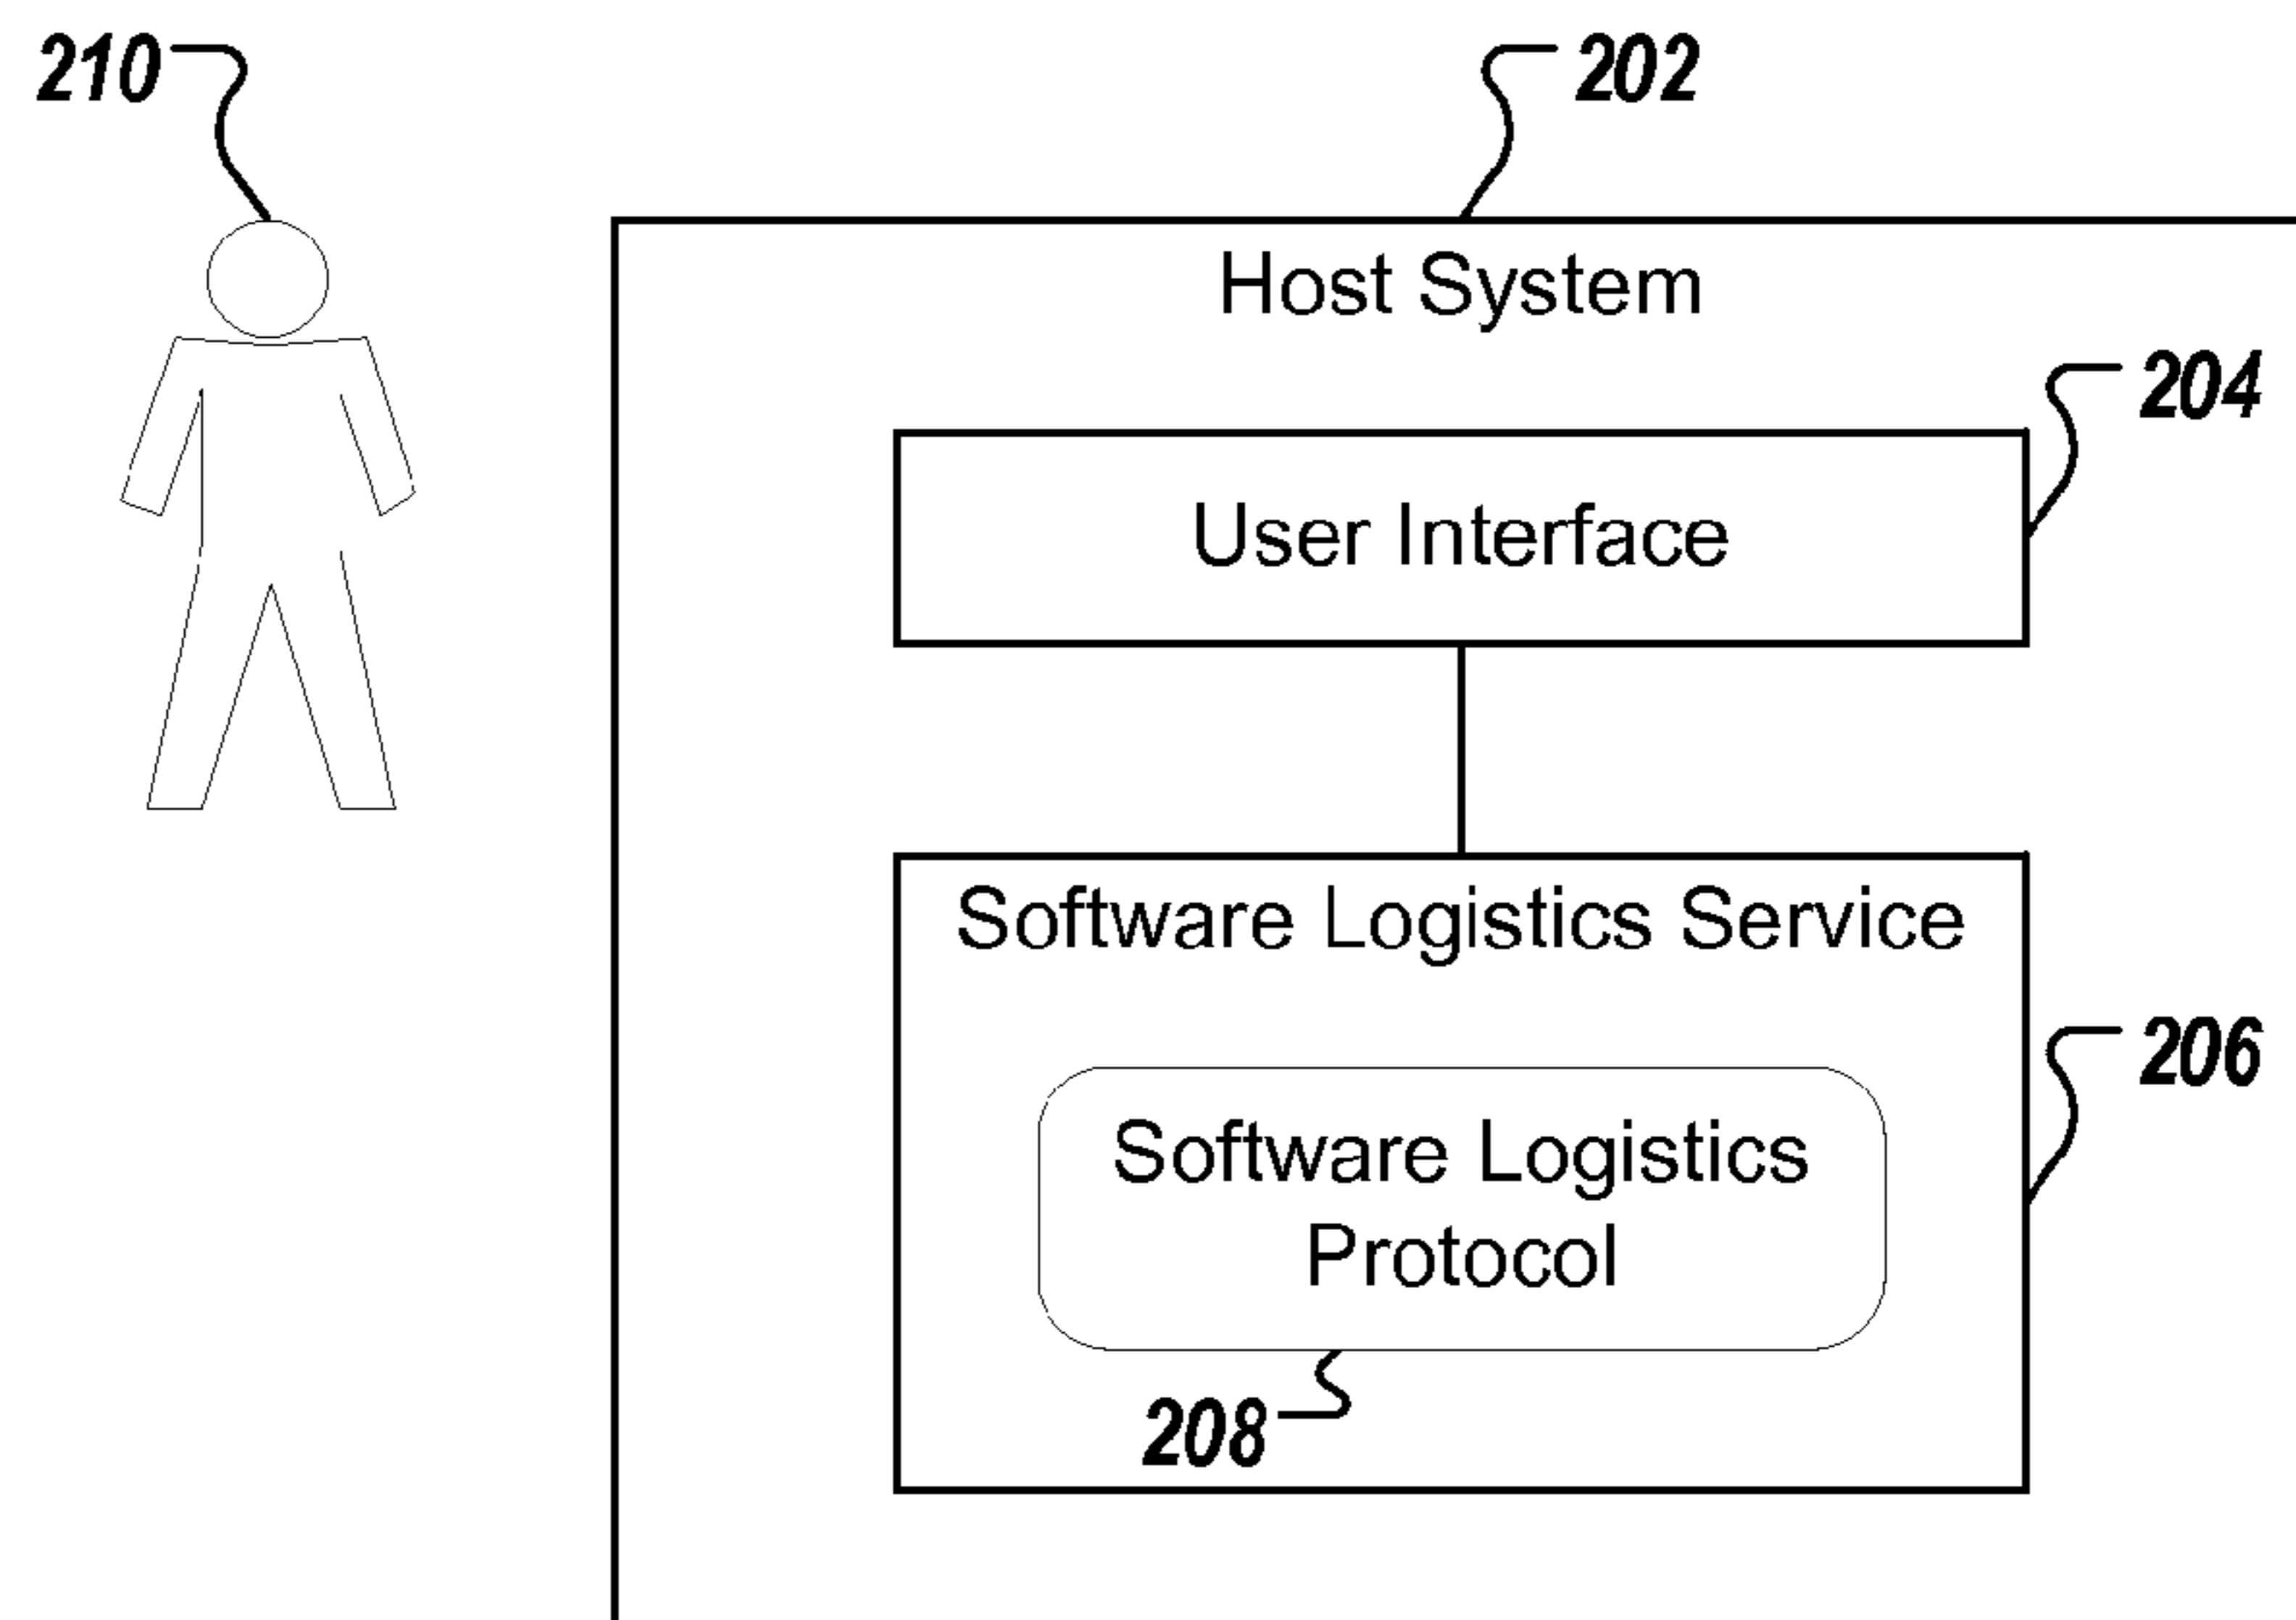 210
202
Host System
204
User Interface
Software Logistics Service
206
Software Logistics
Protocol
208